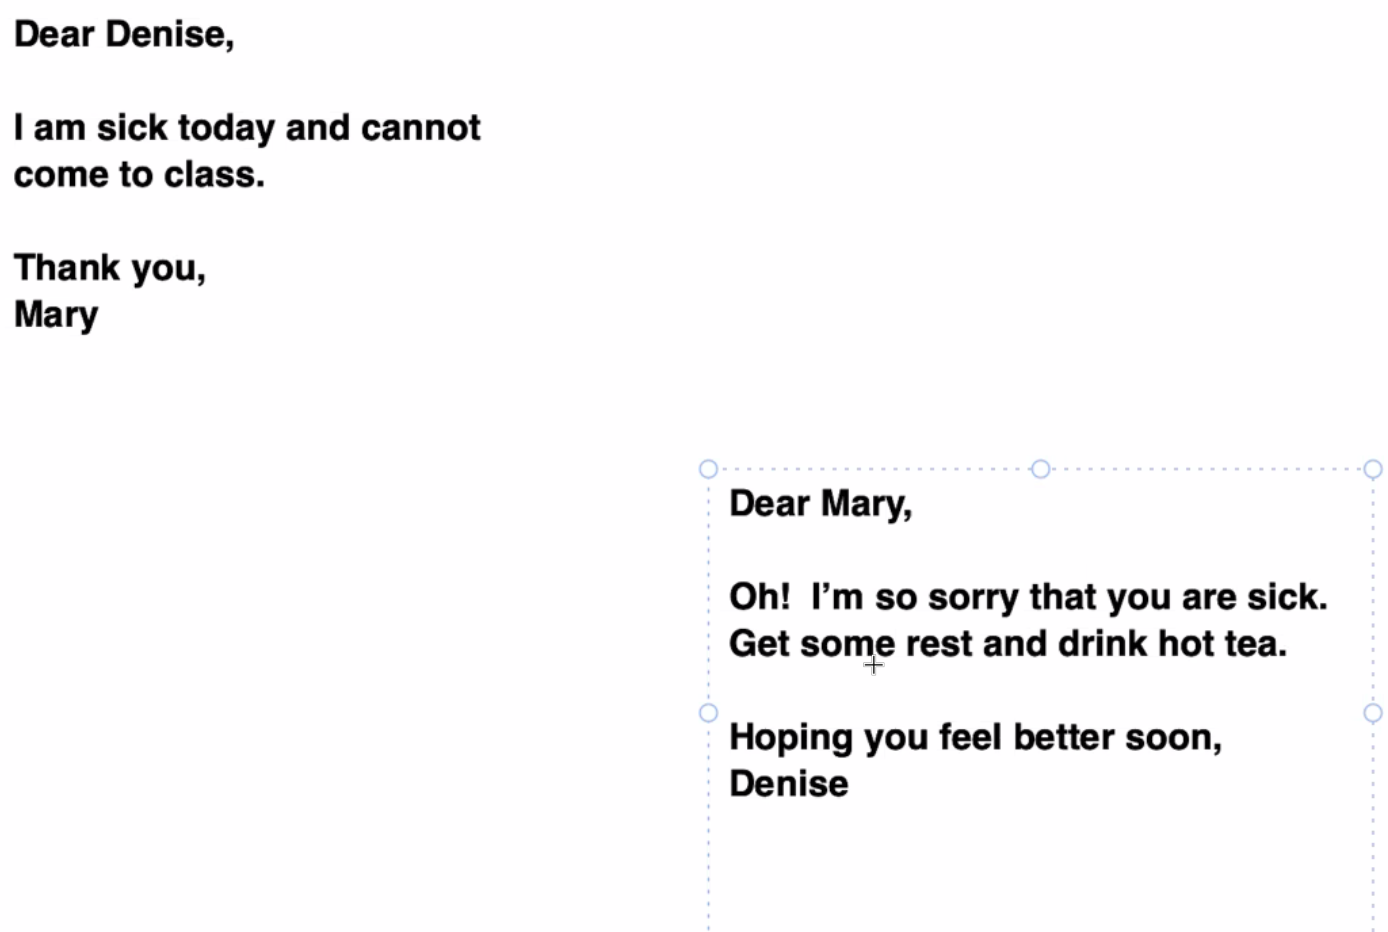 Dear Denise,
I am sick today and cannot
come to class.
Thank you,
Mary
Dear Mary,
Oh!  I’m so sorry that you are sick.
Get some rest and drink hot tea.
Hoping you feel better soon,
Denise